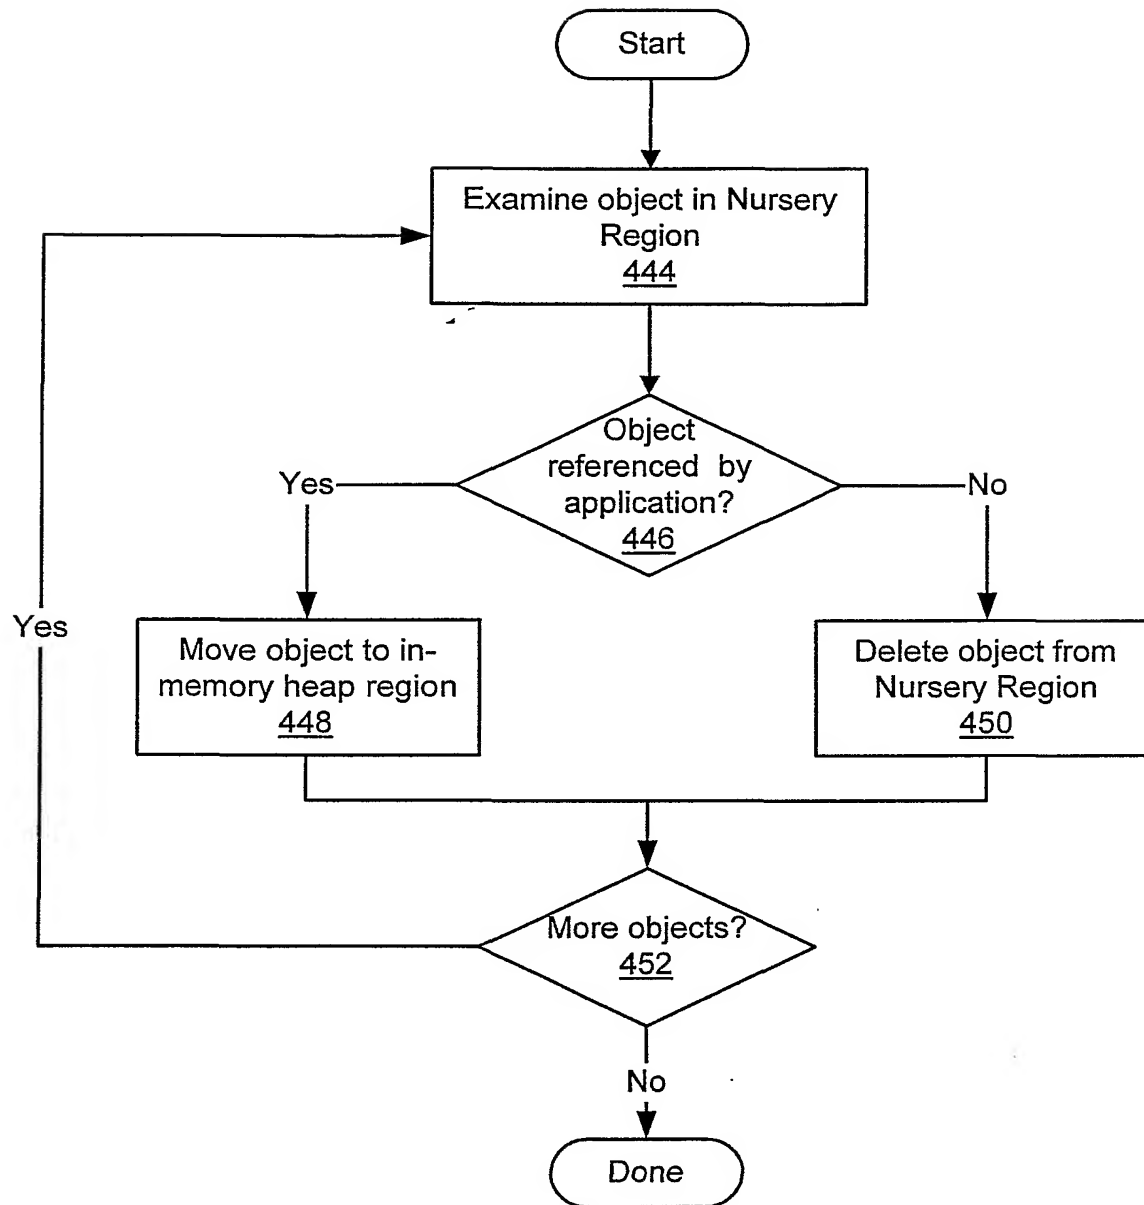 Start
Examine object in Nursery
Region
444
Object
referenced by
application?
446
Yes
No
Yes
Move object to in-
memory heap region
448
Delete object from
Nursery Region
450
More objects?
452
No
Done